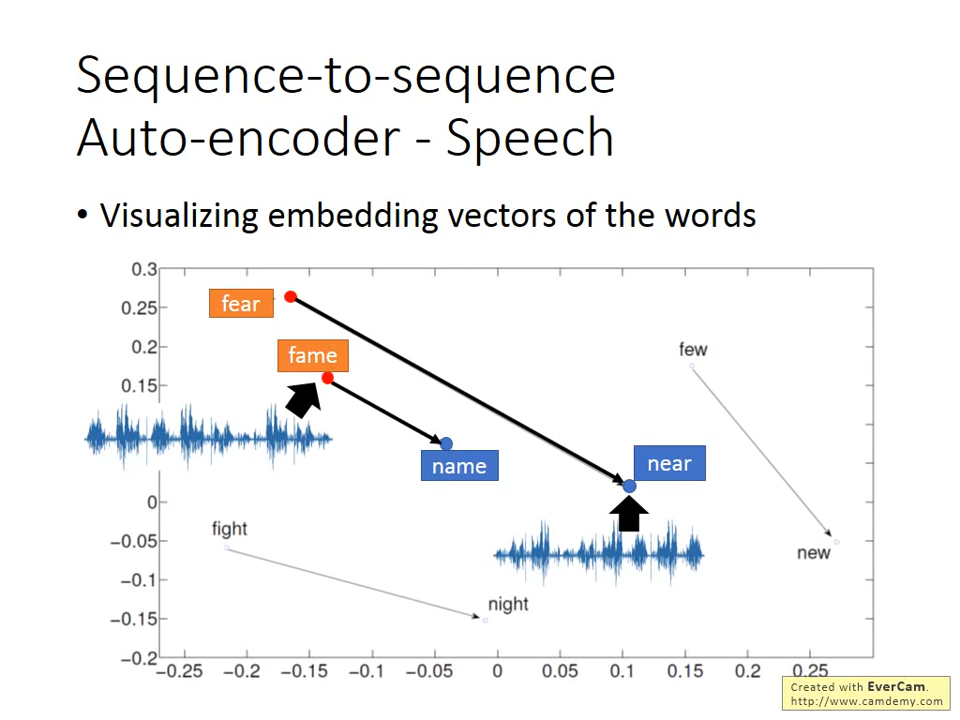 Sequence-to-sequence
Auto-encoder - Speech
• Visualizing embedding vectors of the words
0.3
0.25
0.2
0.15
0
−0.05
−0.1
−0.15
−0.2
fear
fame
few
name
near
fight
new
night
−0.25 −0.2 −0.15 −0.1 −0.05 0 0.05 0.1 0.15 0.2 0.25
Created with EverCam.
http://www.camdemy.com